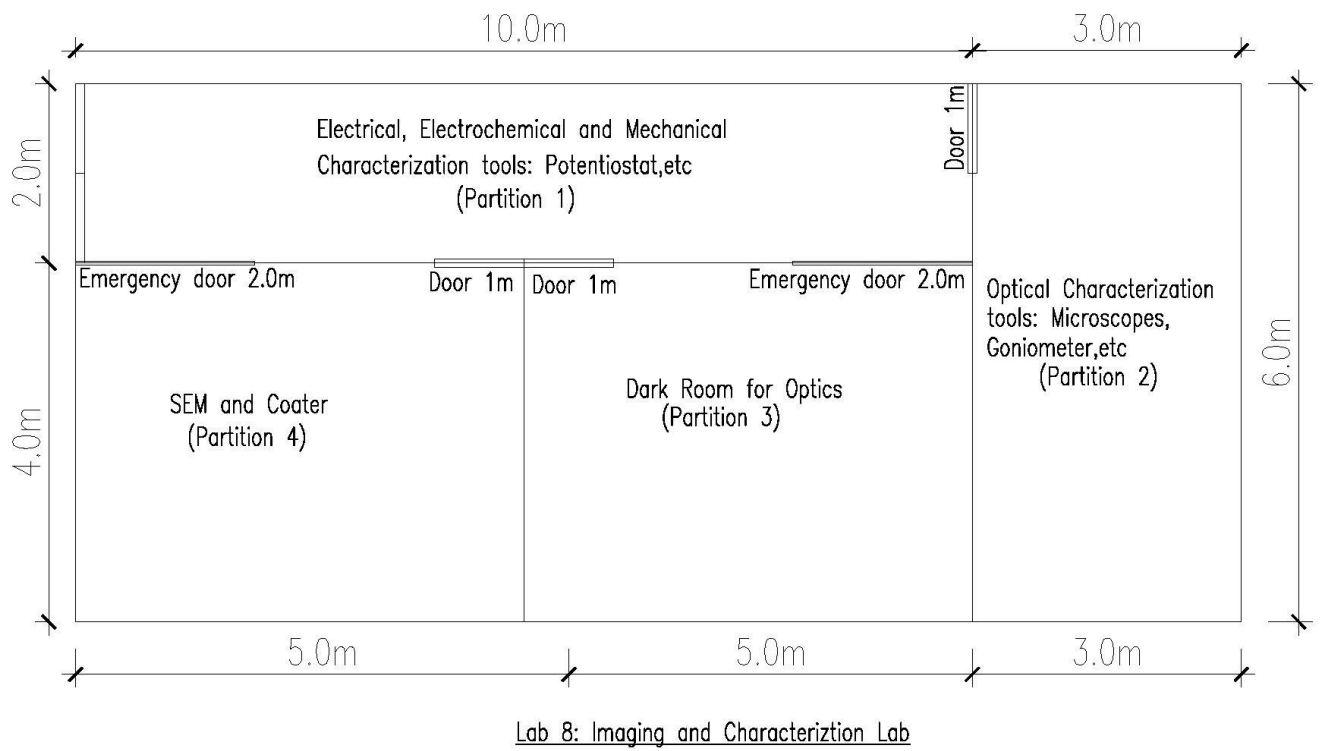 10.0m
3.0m
2.0m
Electrical, Electrochemical and Mechanical
Characterization tools: Potentiostat,etc
(Partition 1)
Door 1m
Emergency door 2.0m
Door 1m
Door 1m
Emergency door 2.0m
Optical Characterization
tools: Microscopes,
Goniometer,etc
(Partition 2)
6.0m
4.0m
SEM and Coater
(Partition 4)
Dark Room for Optics
(Partition 3)
5.0m
5.0m
3.0m
Lab 8: Imaging and Characteriztion Lab